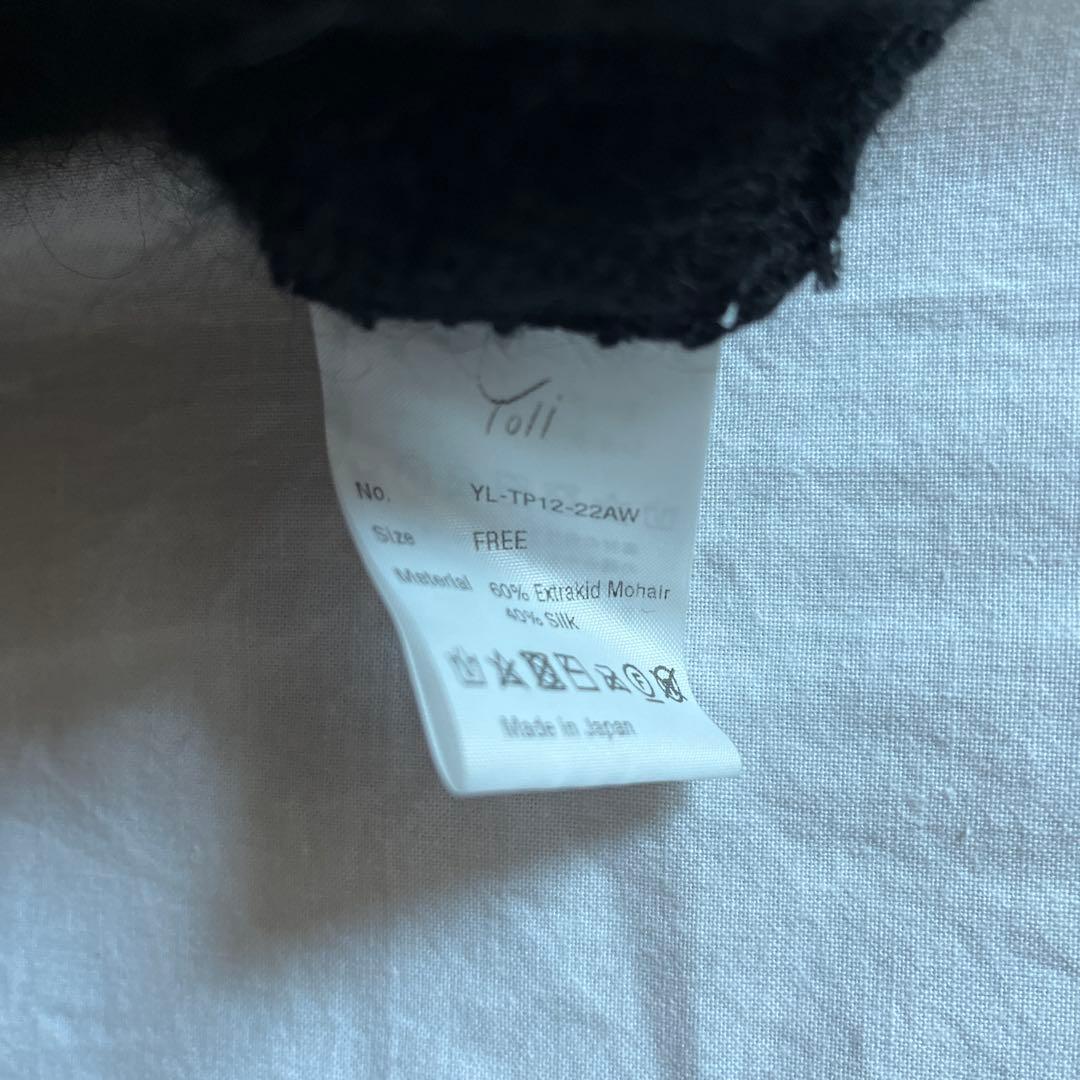 Yoli
No. YL-TP12-22AW
Size FREE
Material 60% Extrakid Mohair
40% Silk
Made in Japan